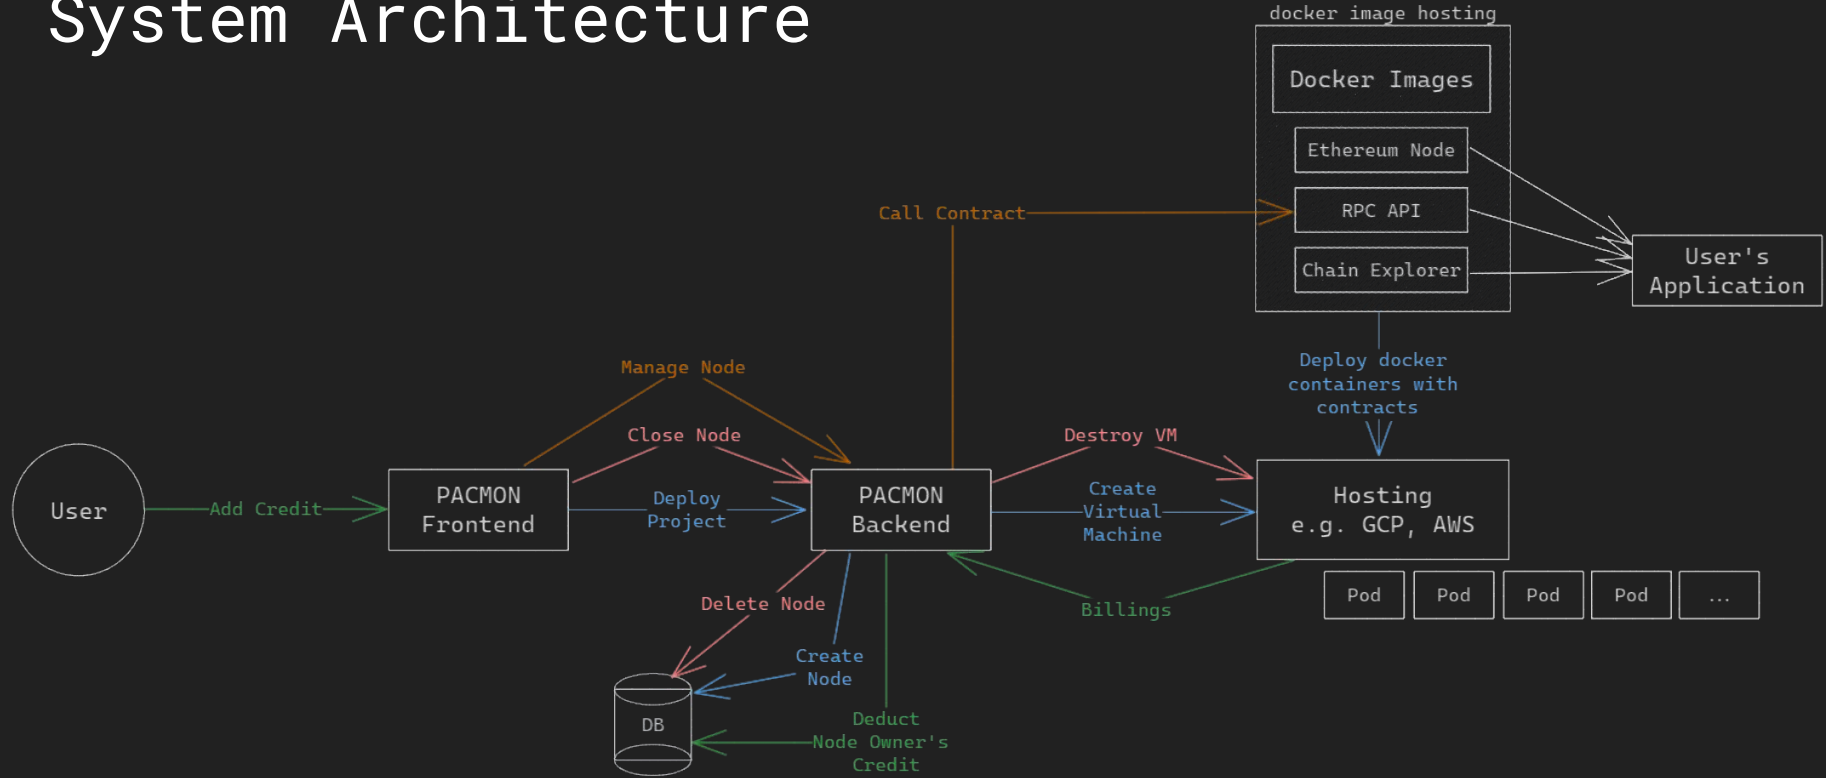 System Architecture
docker image hosting
Docker Images
Ethereum Node
RPC API
Chain Explorer
User's
Application
Call Contract
Deploy docker
containers with
contracts
Manage Node
Close Node
Destroy VM
User
Add Credit
PACMON
Frontend
Deploy
Project
PACMON
Backend
Create
Virtual
Machine
Hosting
e.g. GCP, AWS
Billings
Pod
Pod
Pod
Pod
...
Delete Node
Create
Node
DB
Deduct
Node Owner's
Credit